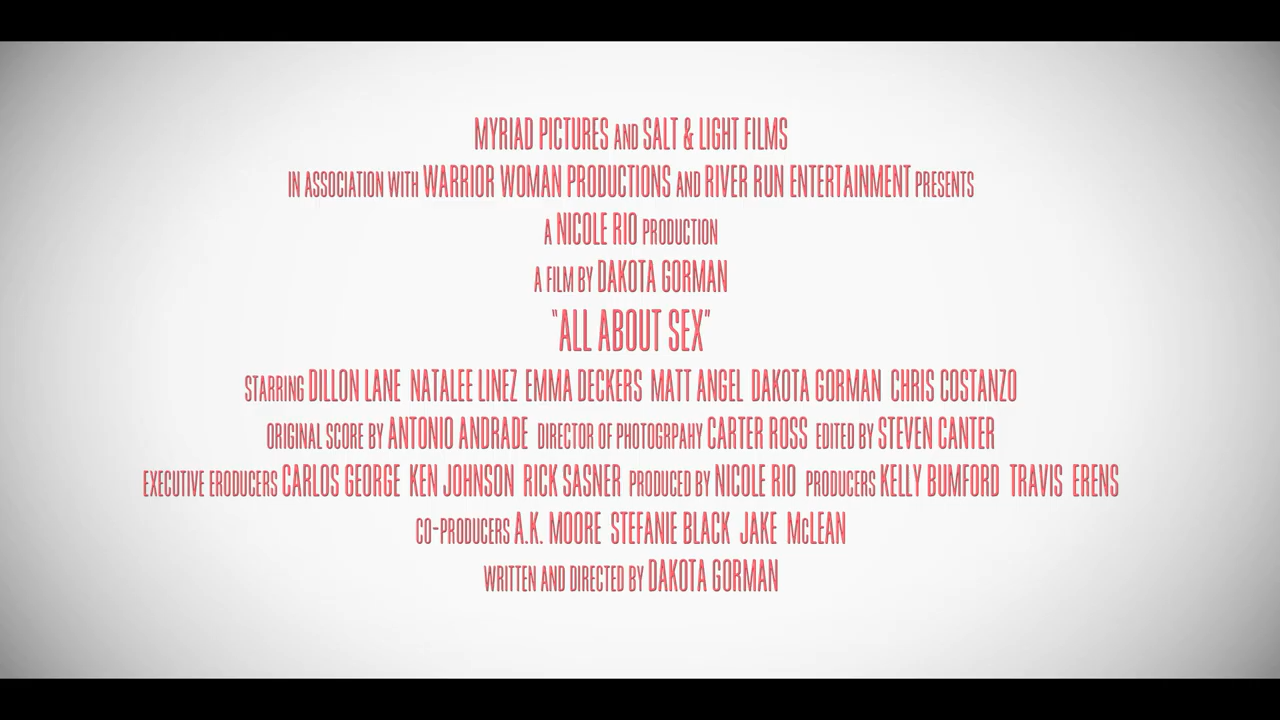 MYRIAD PICTURES AND SALT & LIGHT FILMS
IN ASSOCIATION WITH WARRIOR WOMAN PRODUCTIONS AND RIVER RUN ENTERTAINMENT PRESENTS
A NICOLE RIO PRODUCTION
A FILM BY DAKOTA GORMAN
"ALL ABOUT SEX"
STARRING DILLON LANE NATALEE LINEZ EMMA DECKERS MATT ANGEL DAKOTA GORMAN CHRIS COSTANZO
ORIGINAL SCORE BY ANTONIO ANDRADE DIRECTOR OF PHOTOGRPAHY CARTER ROSS EDITED BY STEVEN CANTER
EXECUTIVE ERODUCERS CARLOS GEORGE KEN JOHNSON RICK SASNER PRODUCED BY NICOLE RIO PRODUCERS KELLY BUMFORD TRAVIS ERENS
CO-PRODUCERS A.K. MOORE STEFANIE BLACK JAKE McLEAN
WRITTEN AND DIRECTED BY DAKOTA GORMAN